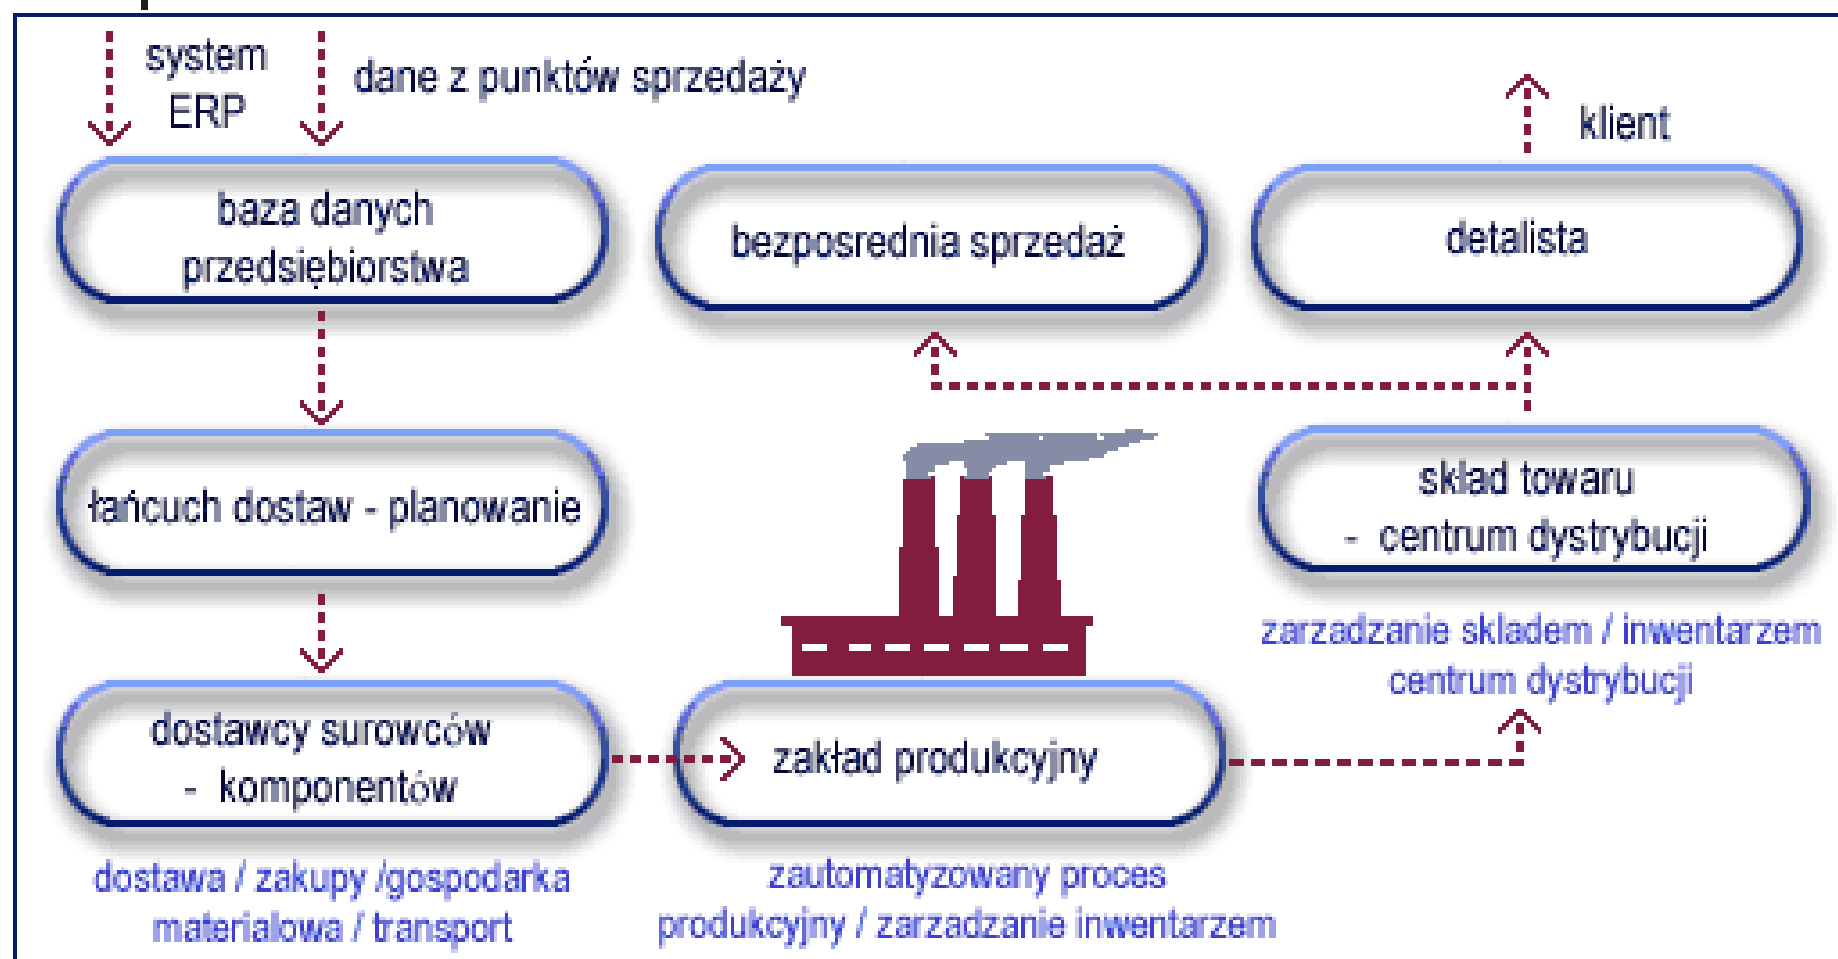 system
ERP
dane z punktów sprzedaży
klient
baza danych
przedsiębiorstwa
bezposrednia sprzedaż
detalista
łańcuch dostaw - planowanie
skład towaru
- centrum dystrybucji
zarzadzanie skladem / inwentarzem
centrum dystrybucji
dostawcy surowców
- komponentów
zakład produkcyjny
dostawa / zakupy /gospodarka
materialowa / transport
zautomatyzowany proces
produkcyjny / zarzadzanie inwentarzem